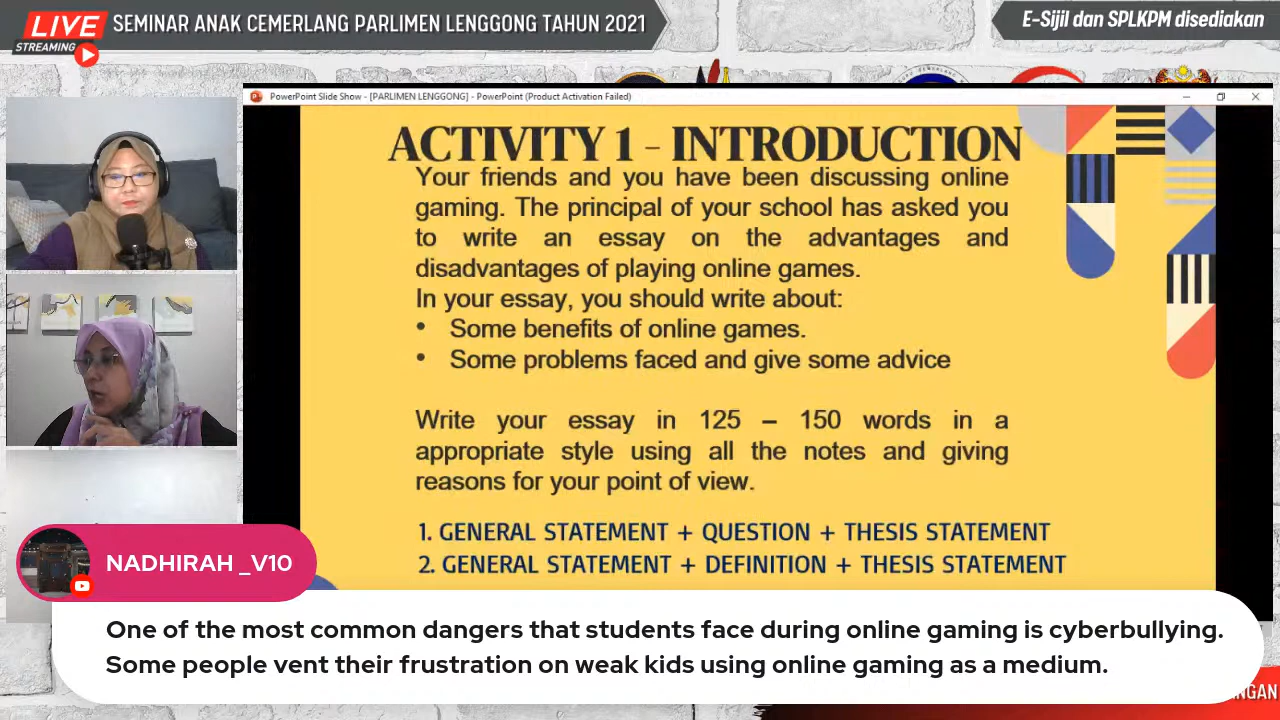 LIVE
STREAMING
SEMINAR ANAK CEMERLANG PARLIMEN LENGGONG TAHUN 2021
E-Sijil dan SPLKPM disediakan
PowerPoint Slide Show - [PARLIMEN LENGGONG] - PowerPoint (Product Activation Failed)
ACTIVITY 1 - INTRODUCTION
Your friends and you have been discussing online
gaming. The principal of your school has asked you
to write an essay on the advantages and
disadvantages of playing online games.
In your essay, you should write about:
• Some benefits of online games.
• Some problems faced and give some advice
Write your essay in 125 – 150 words in a
appropriate style using all the notes and giving
reasons for your point of view.
1. GENERAL STATEMENT + QUESTION + THESIS STATEMENT
2. GENERAL STATEMENT + DEFINITION + THESIS STATEMENT
NADHIRAH _V10
One of the most common dangers that students face during online gaming is cyberbullying.
Some people vent their frustration on weak kids using online gaming as a medium.